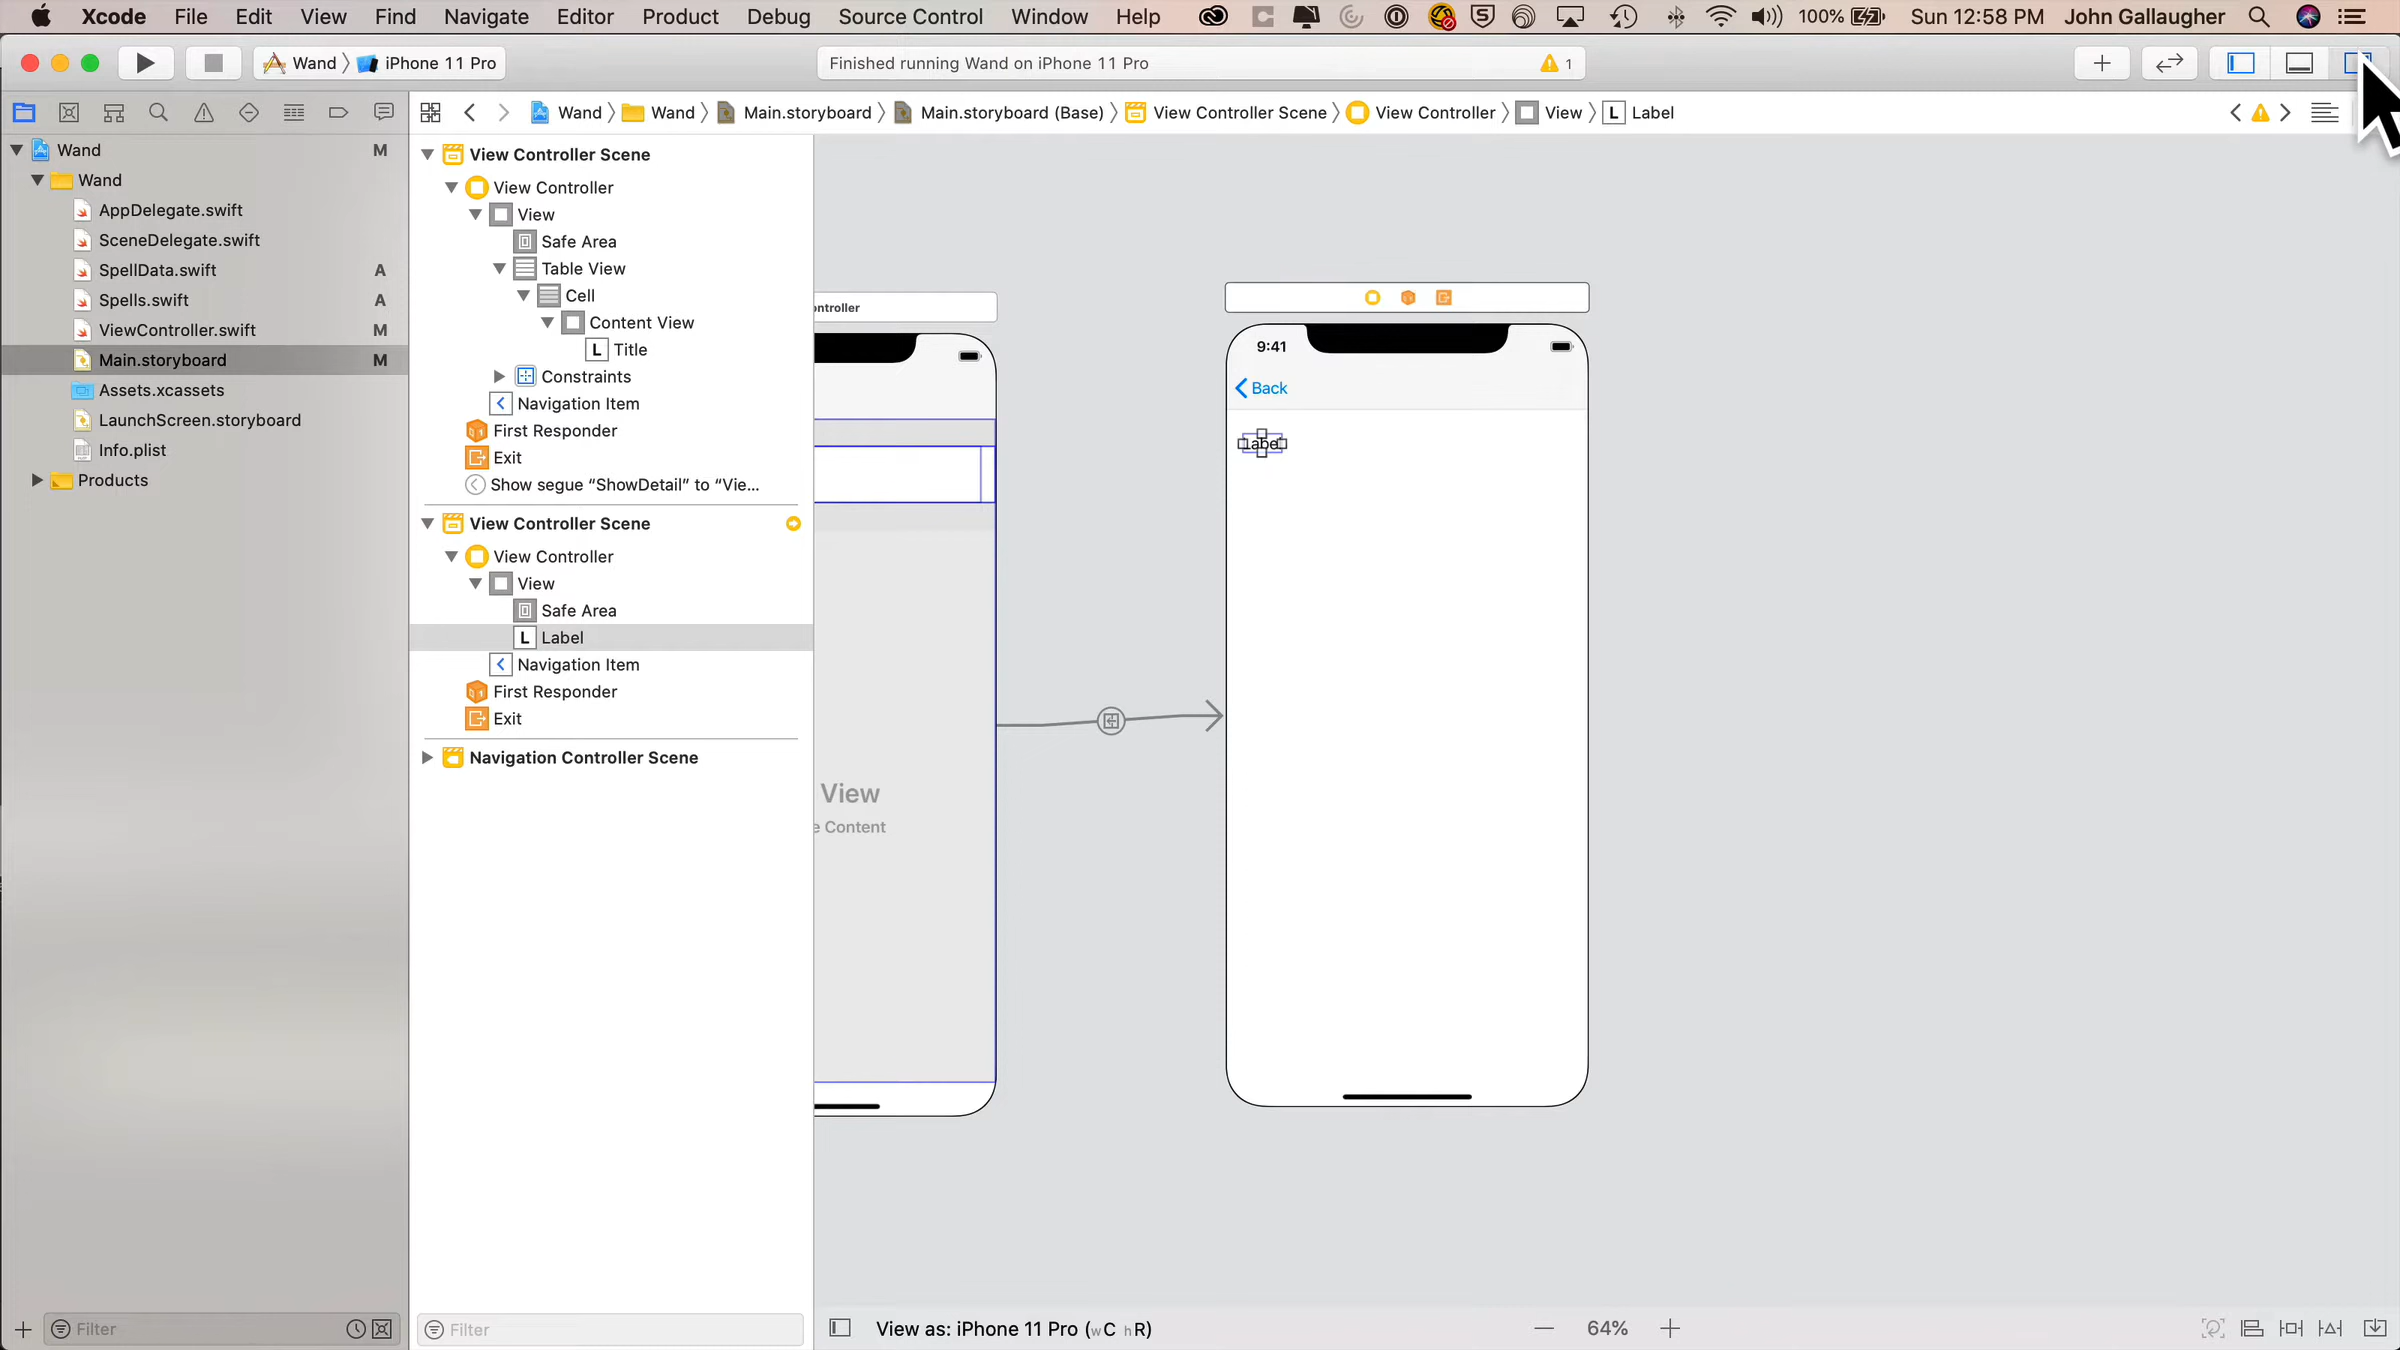 Xcode File Edit View Find Navigate Editor Product Debug Source Control Window Help 100% Sun 12:58 PM John Gallaugher
Wand iPhone 11 Pro Finished running Wand on iPhone 11 Pro 1
Wand Wand Main.storyboard Main.storyboard (Base) View Controller Scene View Controller View L Label
Wand M
Wand
AppDelegate.swift
SceneDelegate.swift
SpellData.swift A
Spells.swift A
ViewController.swift M
Main.storyboard M
Assets.xcassets
LaunchScreen.storyboard
Info.plist
Products
Filter
View Controller Scene
View Controller
View
Safe Area
Table View
Cell
Content View
L Title
Constraints
Navigation Item
First Responder
Exit
Show segue “ShowDetail” to “Vie...
View Controller Scene
View Controller
View
Safe Area
L Label
Navigation Item
First Responder
Exit
Navigation Controller Scene
Filter
ontroller
View
e Content
9:41
Back
Label
View as: iPhone 11 Pro (wC hR) 64%